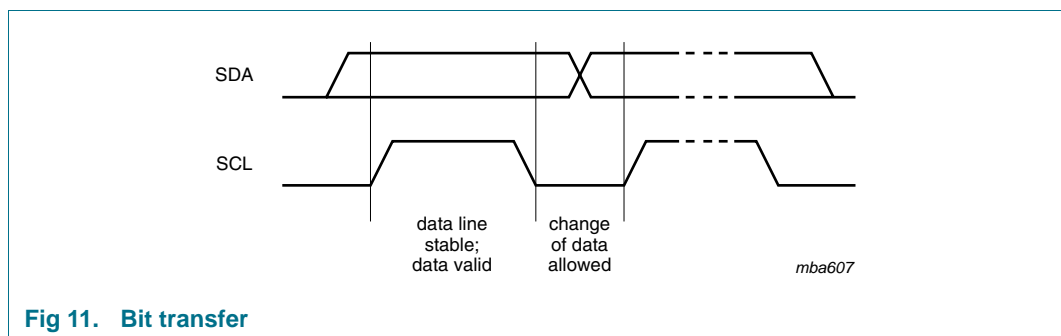 SDA
SCL
data line
stable;
data valid
change
of data
allowed
mba607
Fig 11. Bit transfer